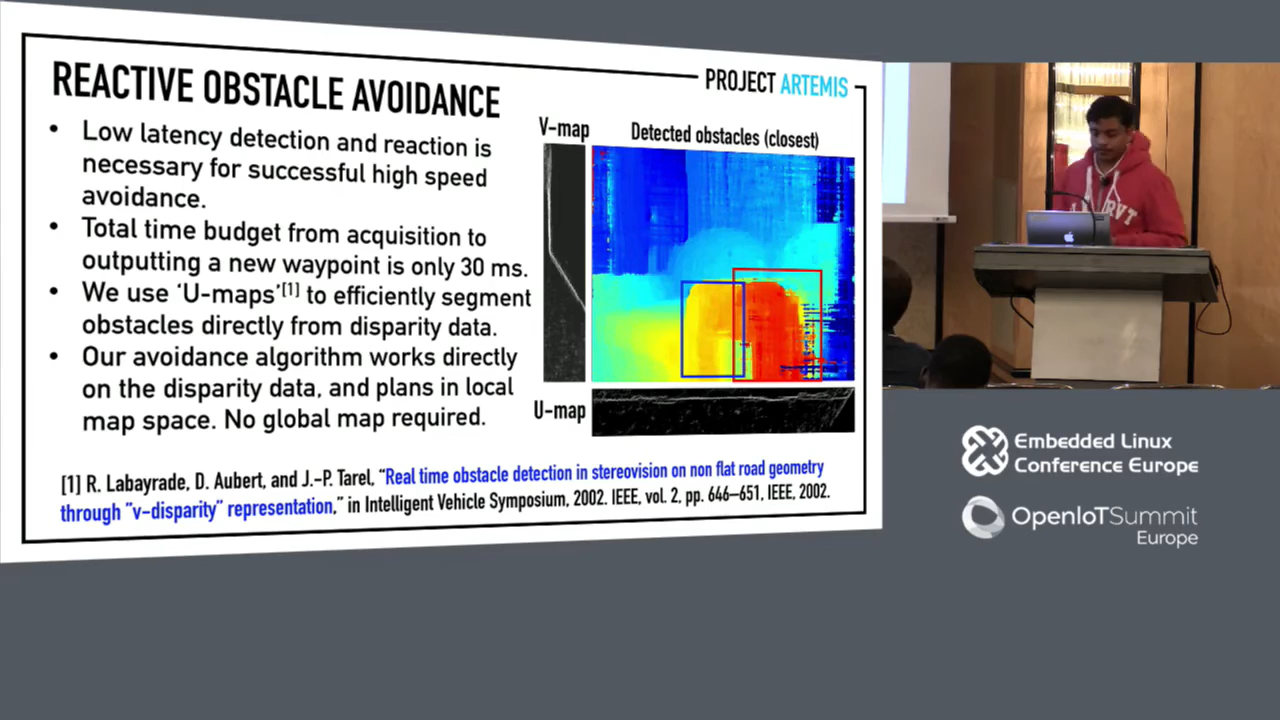 REACTIVE OBSTACLE AVOIDANCE
PROJECT ARTEMIS
• Low latency detection and reaction is
necessary for successful high speed
avoidance.
• Total time budget from acquisition to
outputting a new waypoint is only 30 ms.
• We use ‘U-maps’[1] to efficiently segment
obstacles directly from disparity data.
• Our avoidance algorithm works directly
on the disparity data, and plans in local
map space. No global map required.
V-map
Detected obstacles (closest)
U-map
[1] R. Labayrade, D. Aubert, and J.-P. Tarel, “Real time obstacle detection in stereovision on non flat road geometry
through ”v-disparity” representation,” in Intelligent Vehicle Symposium, 2002. IEEE, vol. 2, pp. 646–651, IEEE, 2002.
Embedded Linux
Conference Europe
OpenIoTSummit
Europe